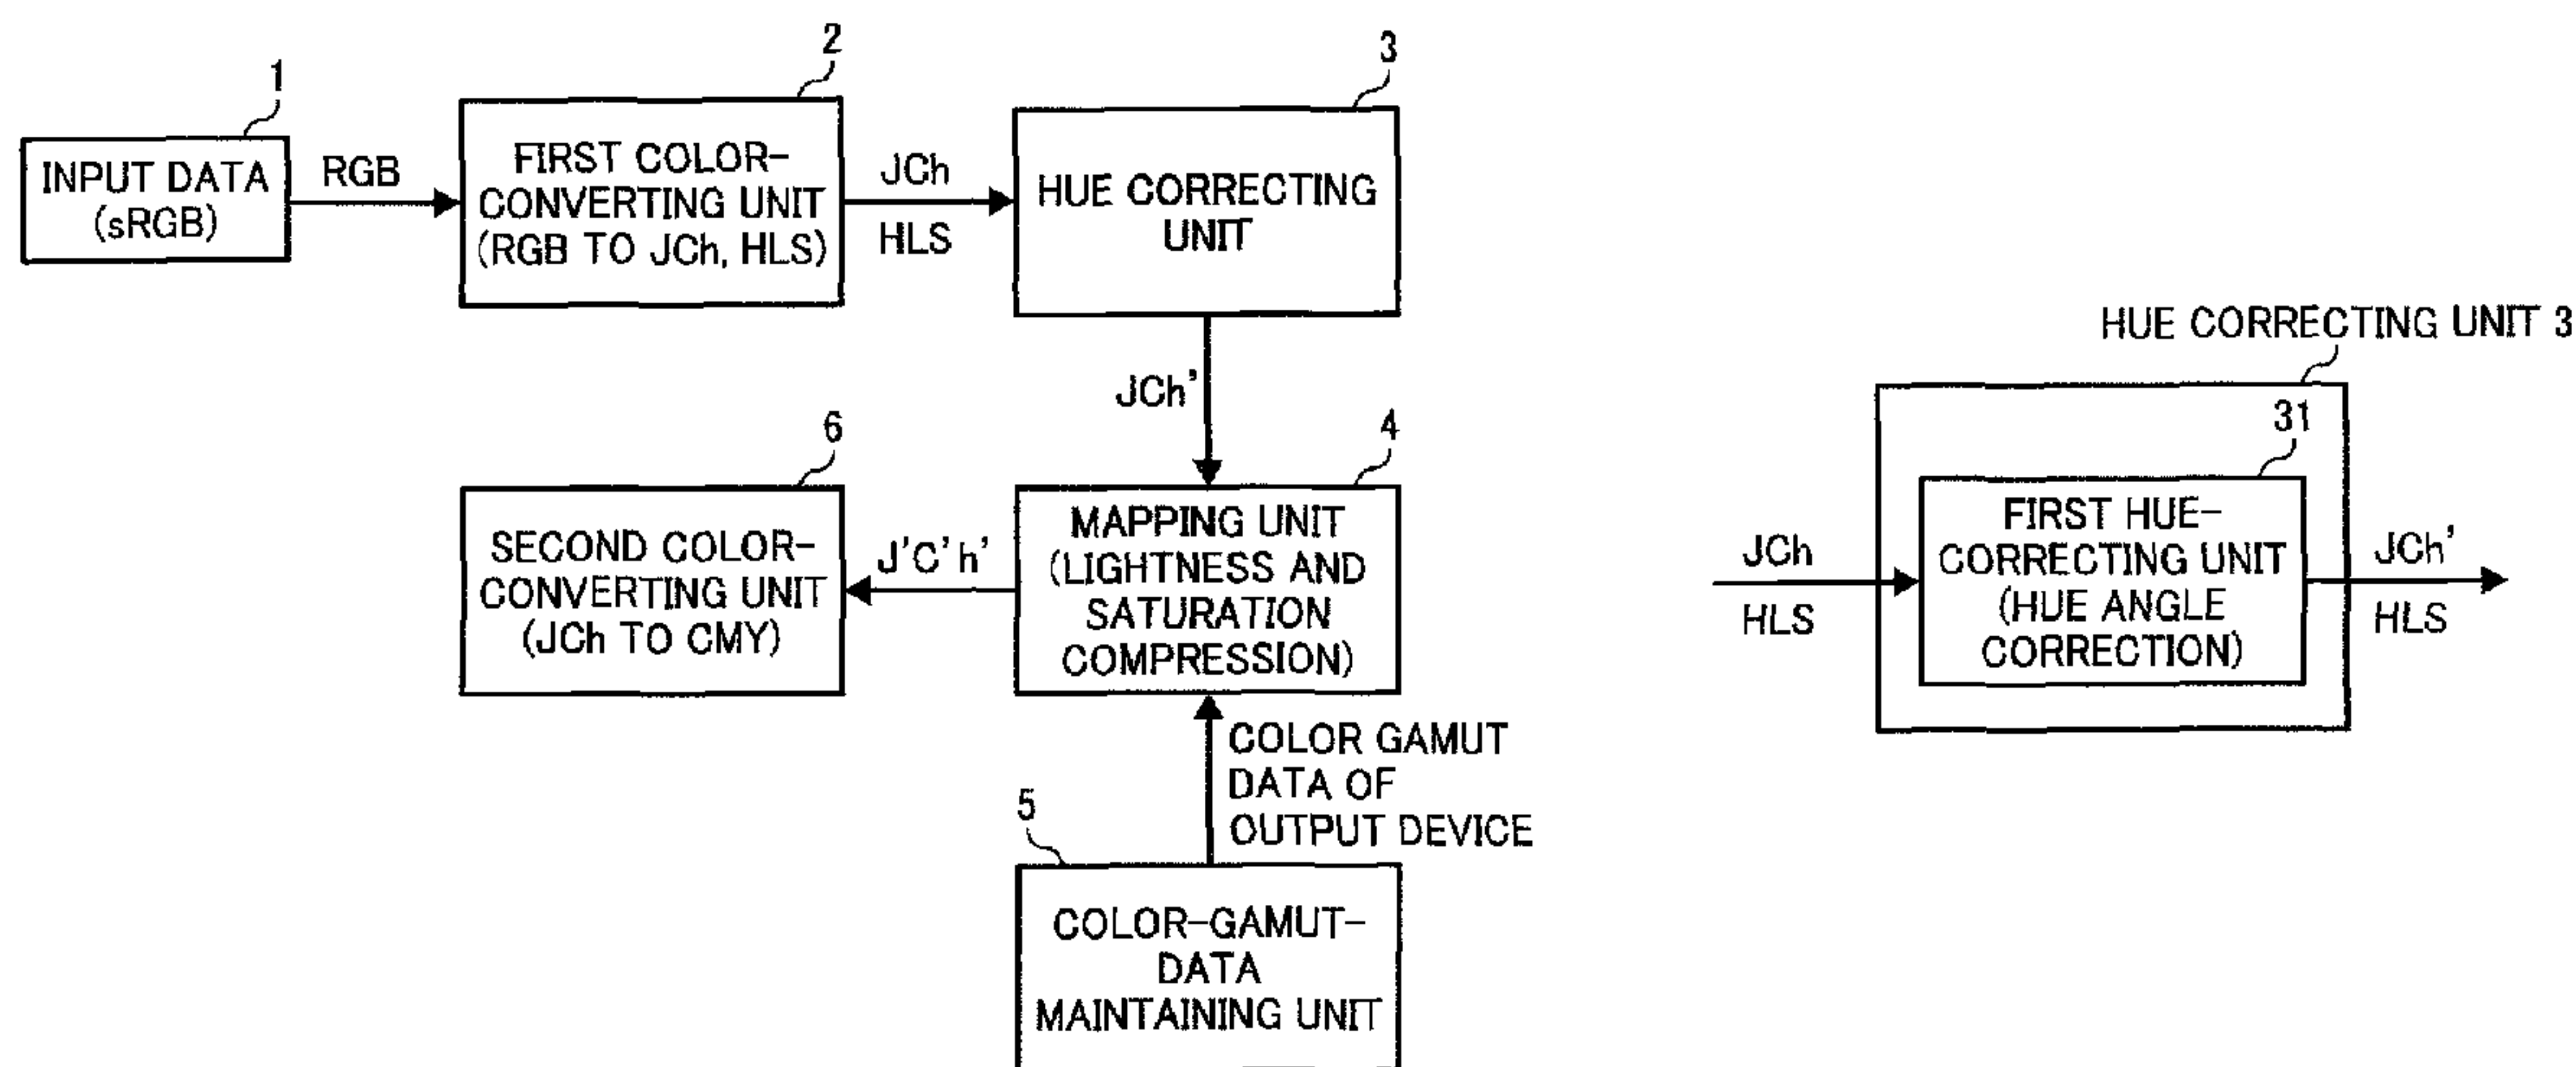 1
INPUT DATA
(sRGB)
RGB
2
FIRST COLOR-
CONVERTING UNIT
(RGB TO JCh, HLS)
JCh
HLS
3
HUE CORRECTING
UNIT
JCh'
4
MAPPING UNIT
(LIGHTNESS AND
SATURATION
COMPRESSION)
J'C'h'
6
SECOND COLOR-
CONVERTING UNIT
(JCh TO CMY)
COLOR GAMUT
DATA OF
OUTPUT DEVICE
5
COLOR-GAMUT-
DATA
MAINTAINING UNIT
HUE CORRECTING UNIT 3
31
JCh
HLS
FIRST HUE-
CORRECTING UNIT
(HUE ANGLE
CORRECTION)
JCh'
HLS